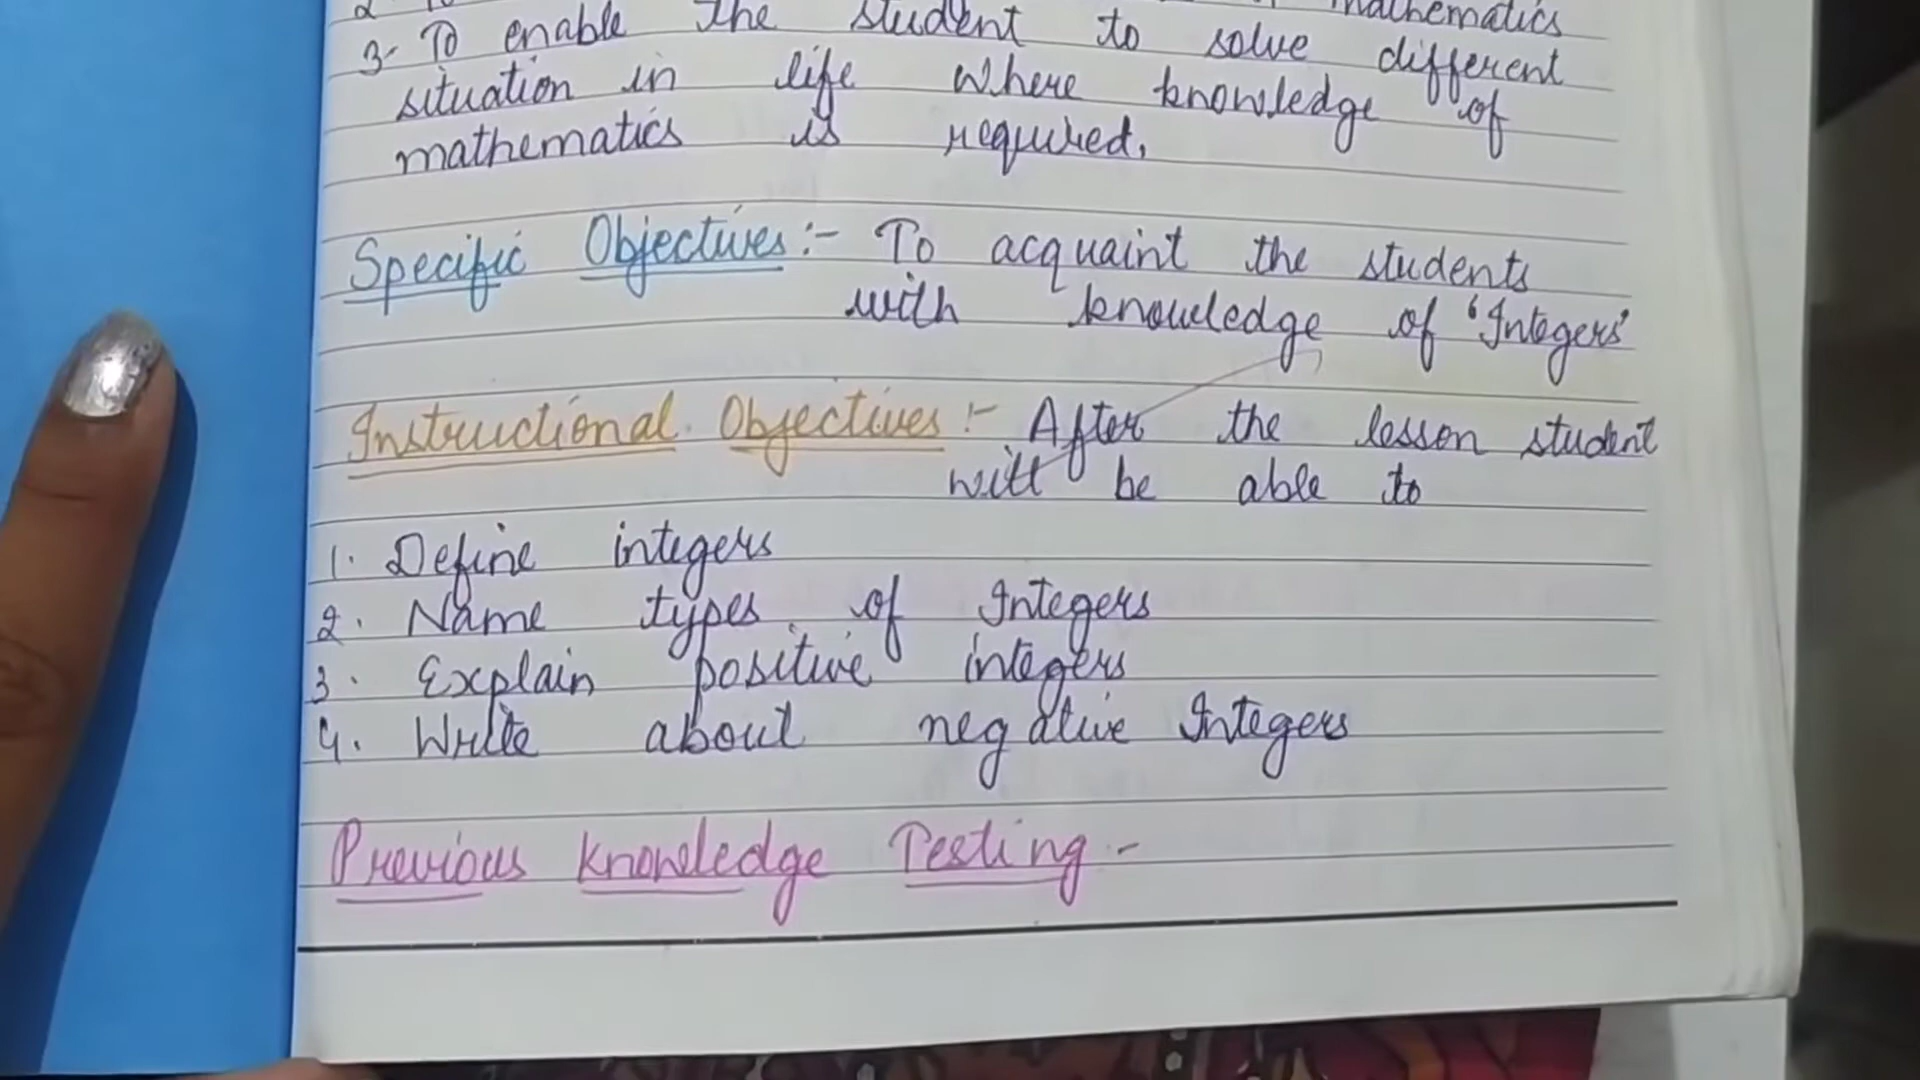 mathematics
3- To enable the student to solve different
situation in life where knowledge of
mathematics is required.
Specific Objectives :- To acquaint the students
with knowledge of 'Integers'
Instructional Objectives :- After the lesson student
will be able to
1. Define integers
2. Name types of Integers
3. Explain positive integers
4. Write about negative Integers
Previous Knowledge Testing :-